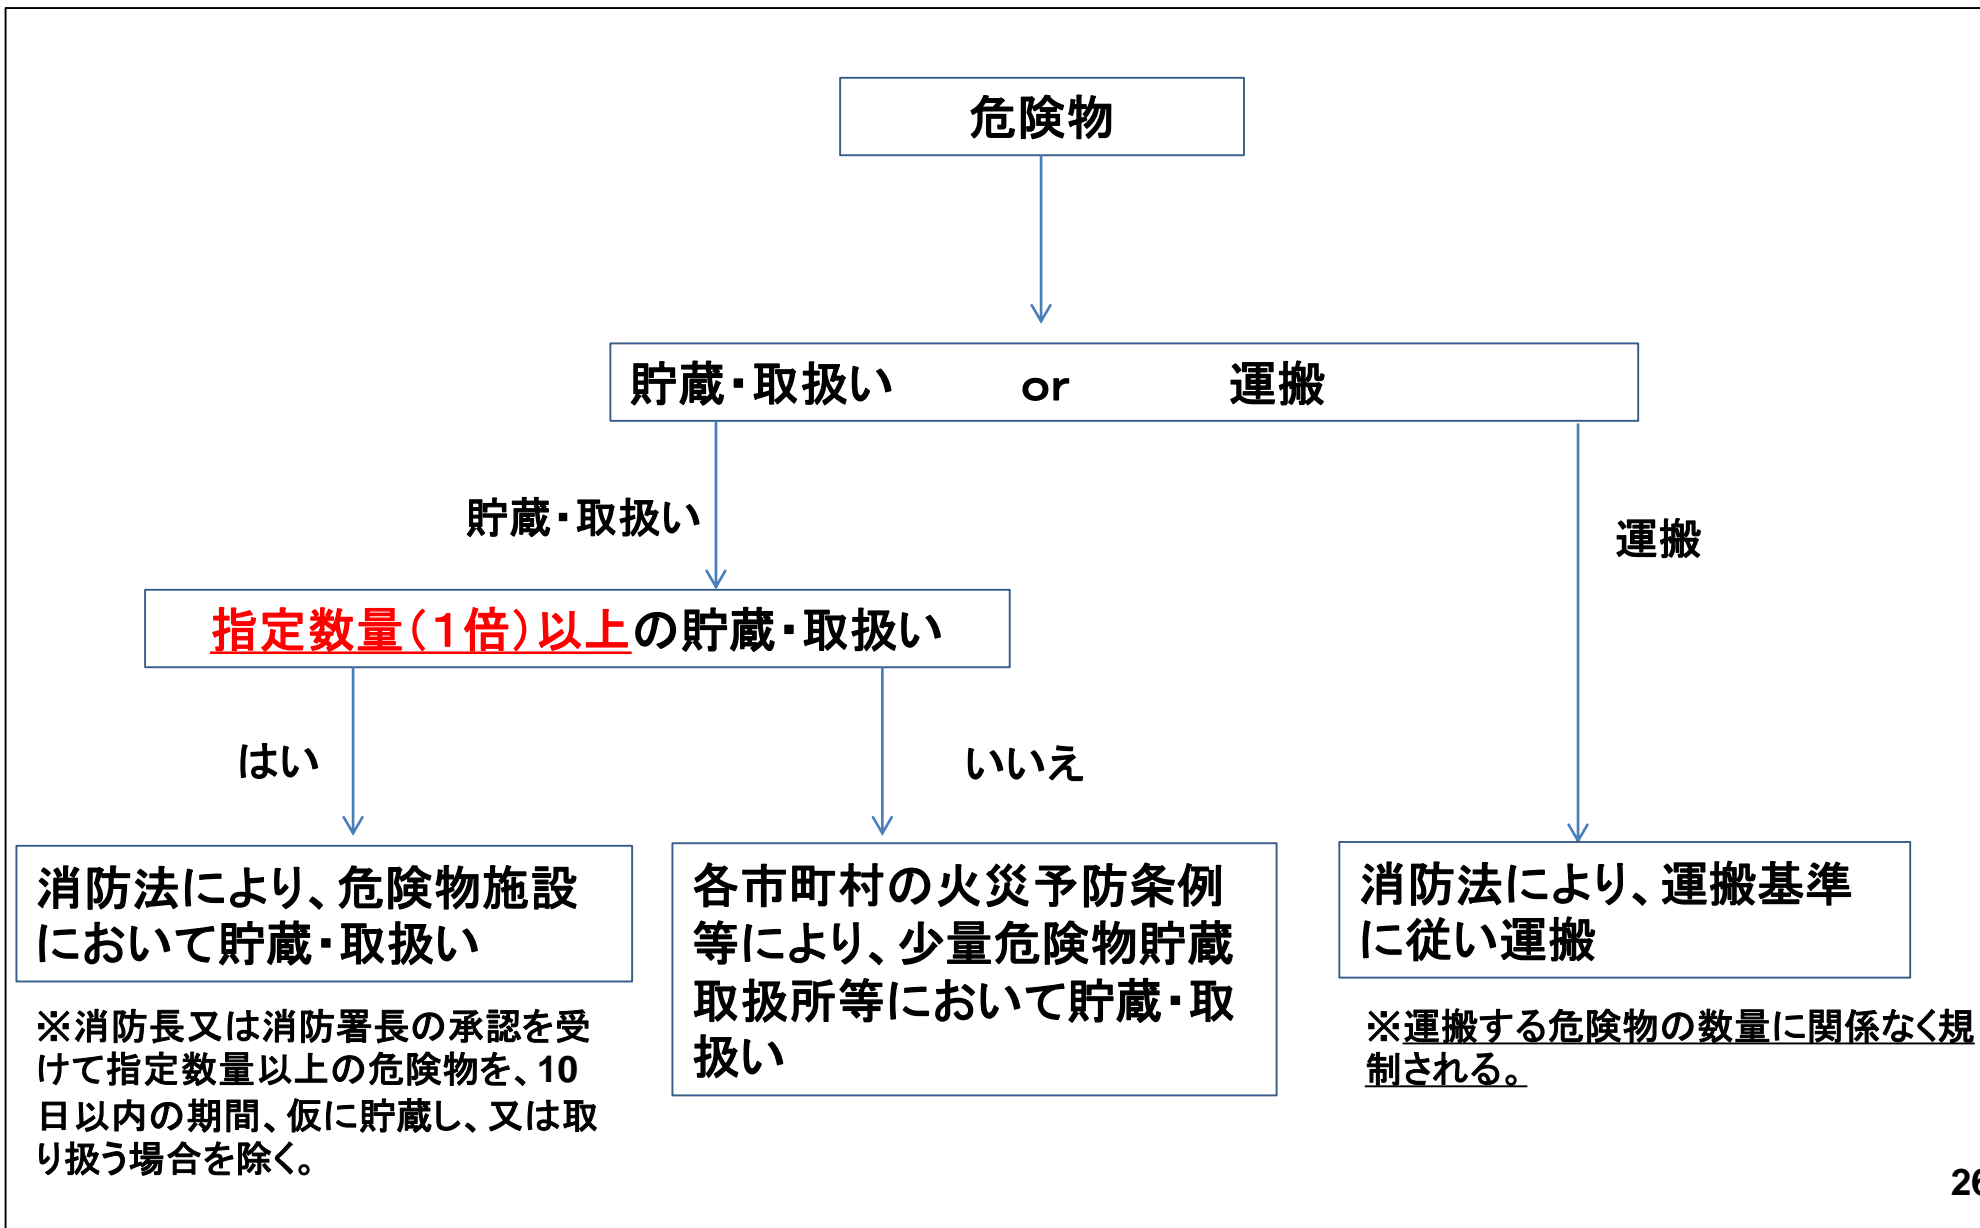 危険物
貯蔵・取扱い or 運搬
貯蔵・取扱い
運搬
指定数量（１倍）以上の貯蔵・取扱い
はい
いいえ
消防法により、危険物施設
において貯蔵・取扱い
各市町村の火災予防条例
等により、少量危険物貯蔵
取扱所等において貯蔵・取
扱い
消防法により、運搬基準
に従い運搬
※消防長又は消防署長の承認を受
けて指定数量以上の危険物を、10
日以内の期間、仮に貯蔵し、又は取
り扱う場合を除く。
※運搬する危険物の数量に関係なく規
制される。
26